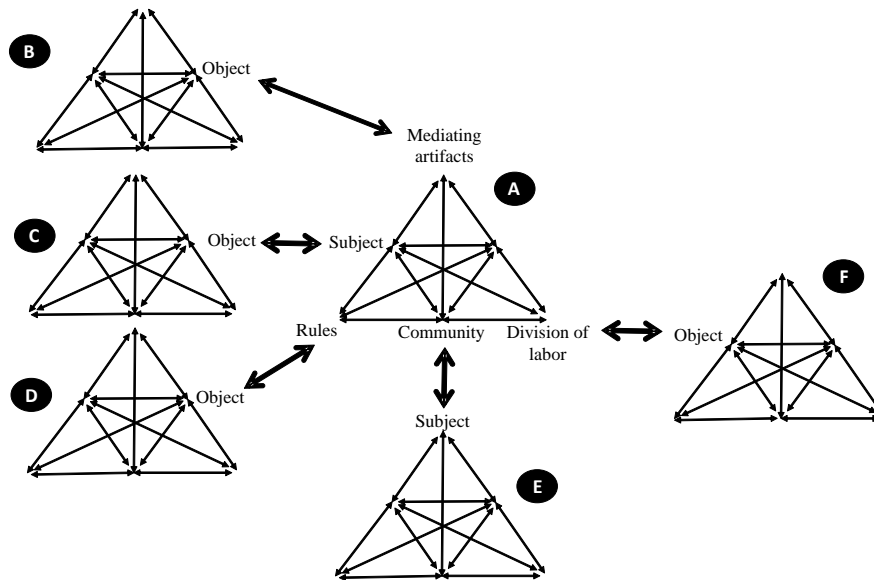 B
Object
Mediating
artifacts
A
C
Object
Subject
F
Rules
Community
Division of
labor
Object
D
Object
Subject
E